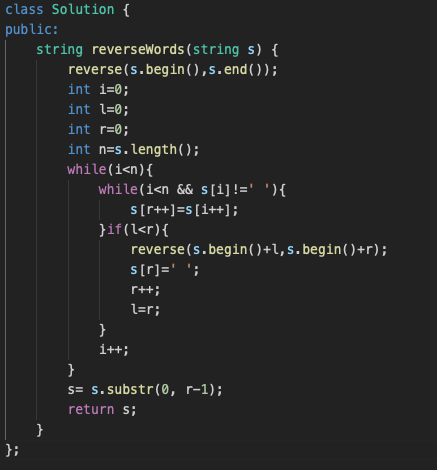 class Solution {
public:
    string reverseWords(string s) {
        reverse(s.begin(),s.end());
        int i=0;
        int l=0;
        int r=0;
        int n=s.length();
        while(i<n){
            while(i<n && s[i]!=' '){
                s[r++]=s[i++];
            }if(l<r){
                reverse(s.begin()+l,s.begin()+r);
                s[r]=' ';
                r++;
                l=r;
            }
            i++;
        }
        s= s.substr(0, r-1);
        return s;
    }
};